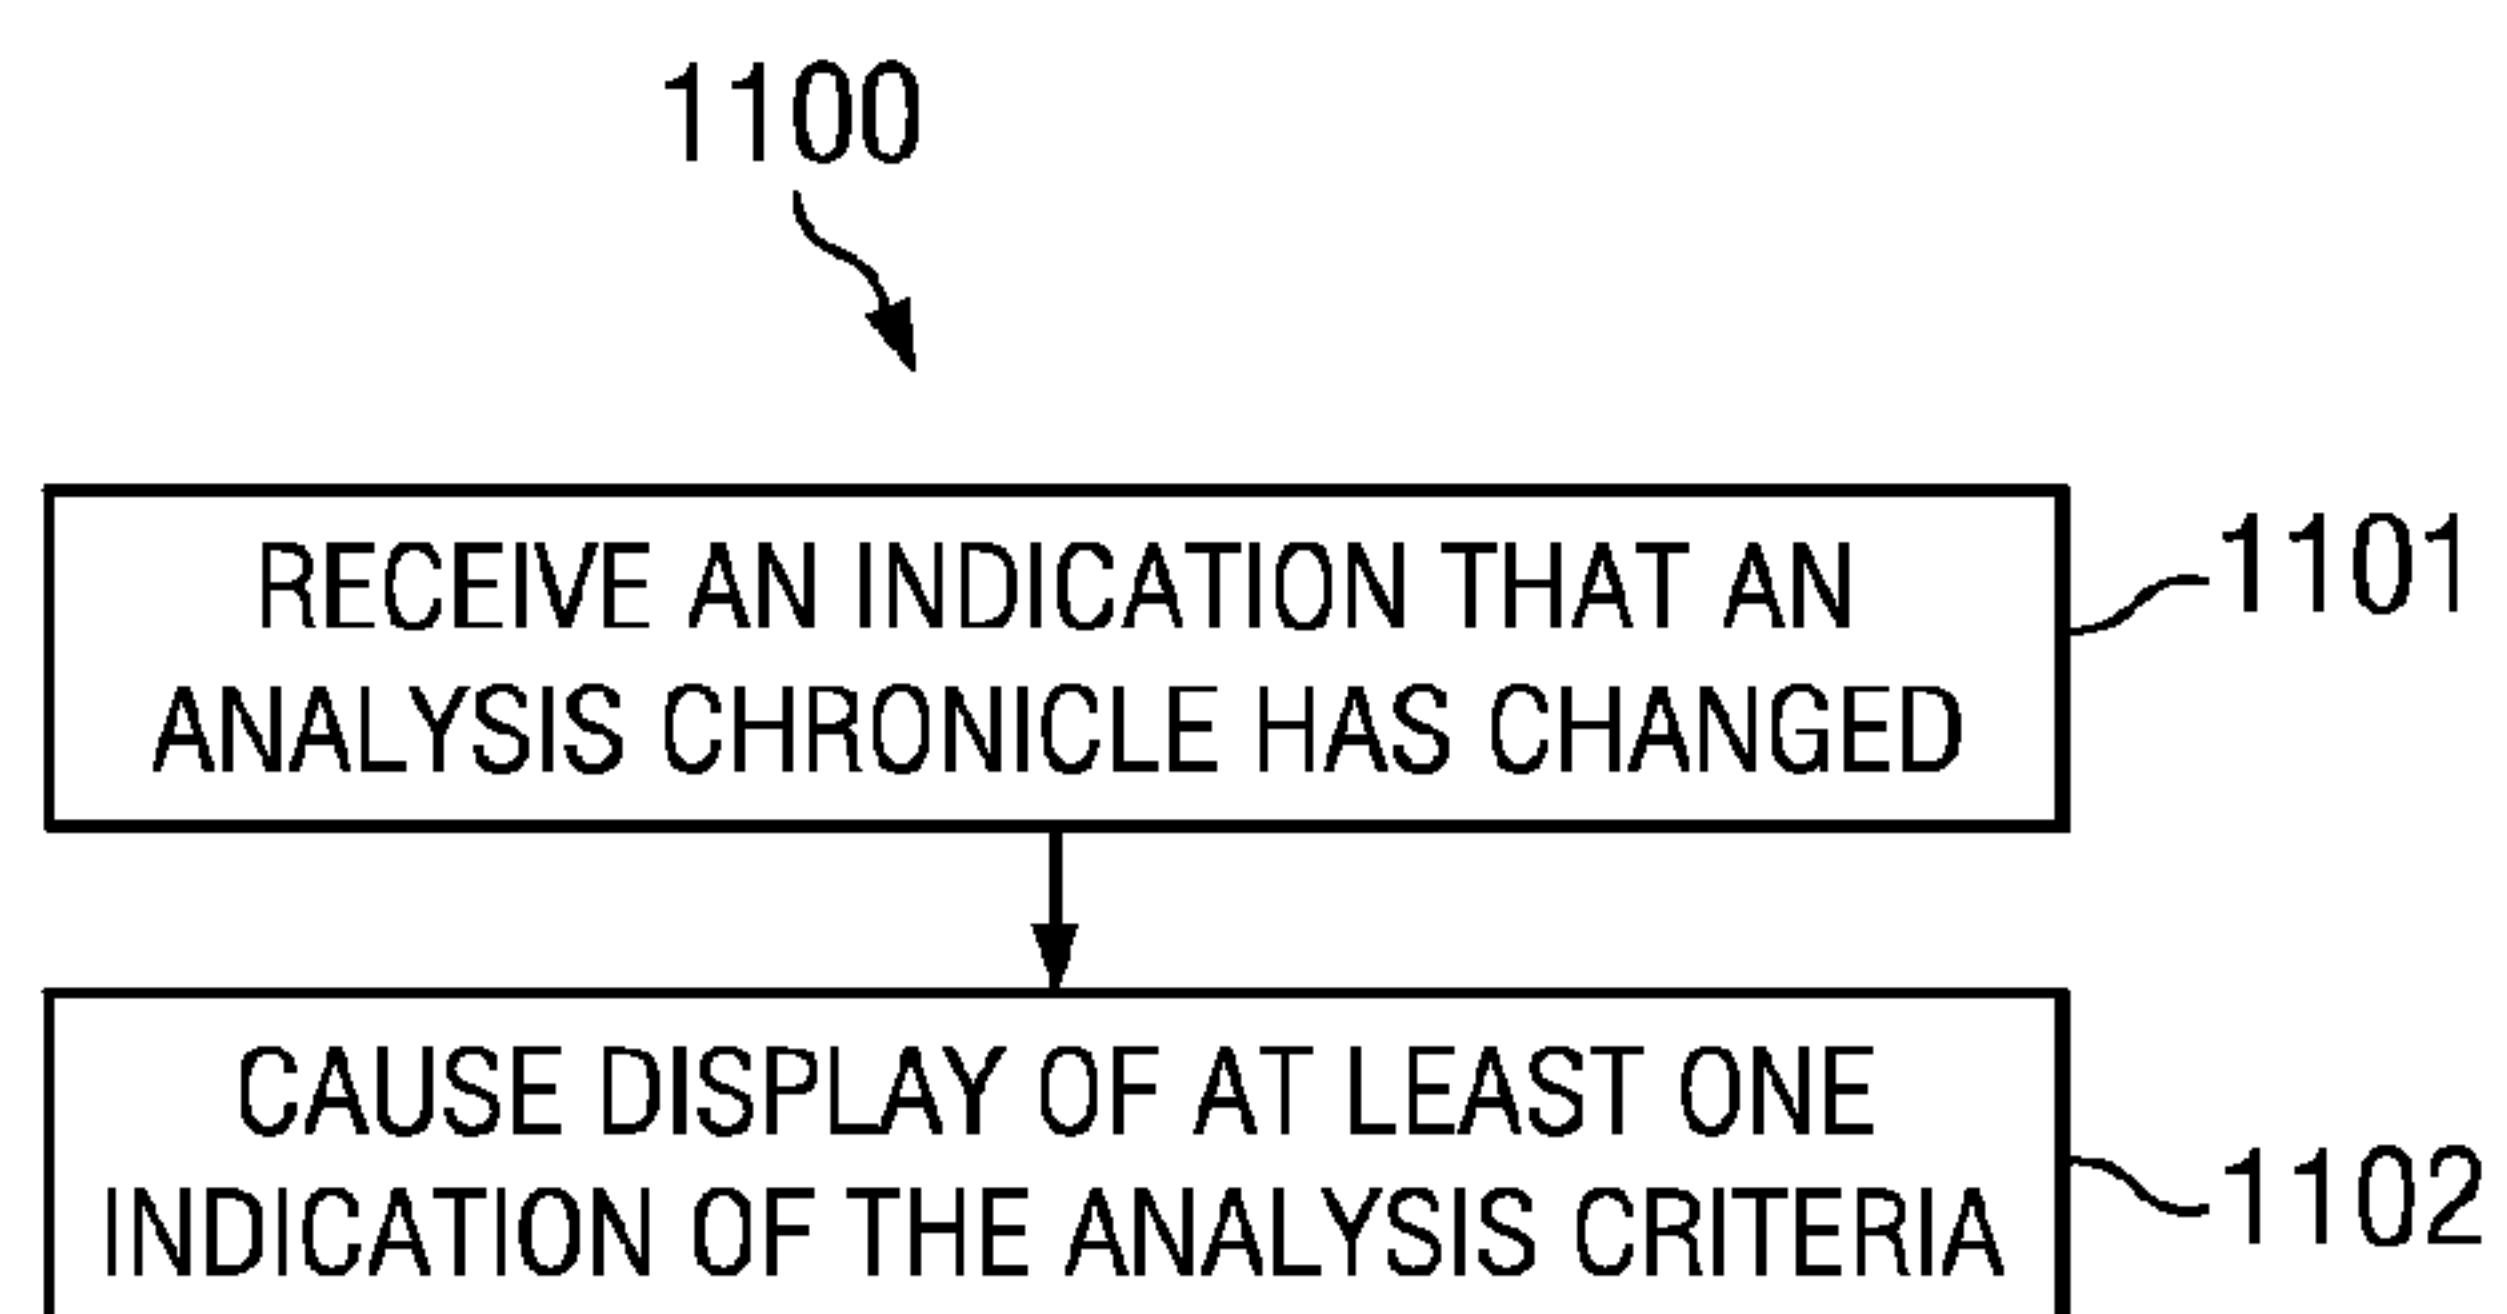 1100
RECEIVE AN INDICATION THAT AN
ANALYSIS CHRONICLE HAS CHANGED
1101
CAUSE DISPLAY OF AT LEAST ONE
INDICATION OF THE ANALYSIS CRITERIA
1102